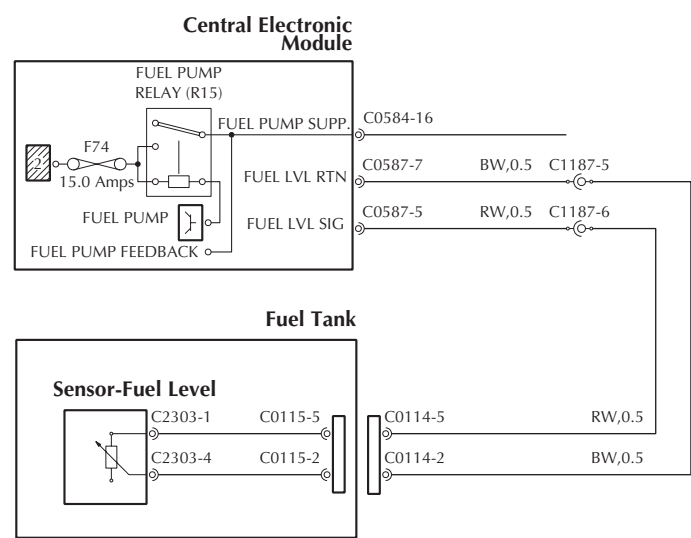 Central Electronic
Module
FUEL PUMP
RELAY (R15)
FUEL PUMP SUPP.
C0584-16
F74
2
15.0 Amps
FUEL LVL RTN
C0587-7
BW,0.5
C1187-5
FUEL PUMP
FUEL LVL SIG
C0587-5
RW,0.5
C1187-6
FUEL PUMP FEEDBACK
Fuel Tank
Sensor-Fuel Level
C2303-1
C0115-5
C0114-5
RW,0.5
C2303-4
C0115-2
C0114-2
BW,0.5